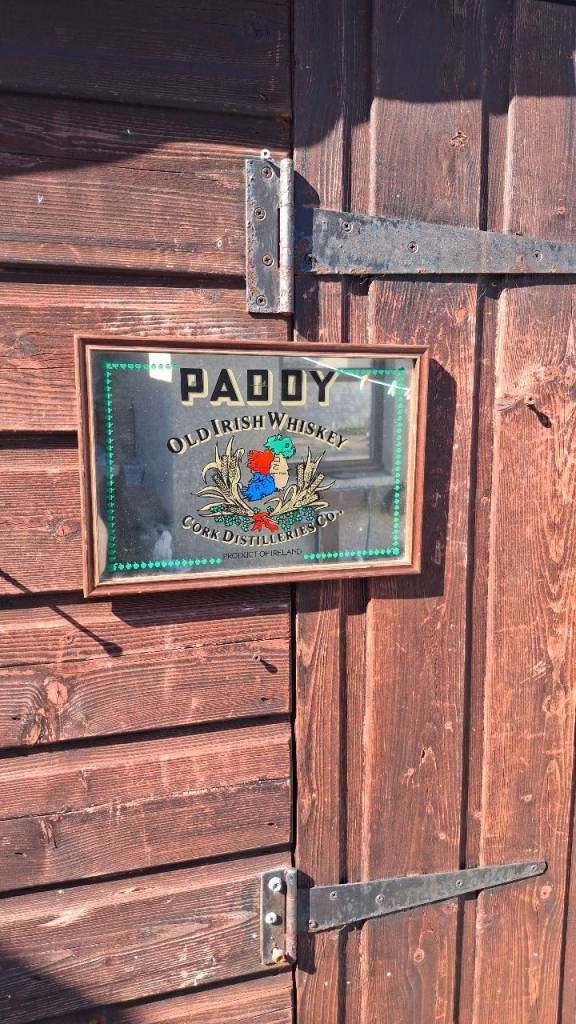 PADDY
OLD IRISH WHISKEY
CORK DISTILLERIES CO.
PRODUCT OF IRELAND